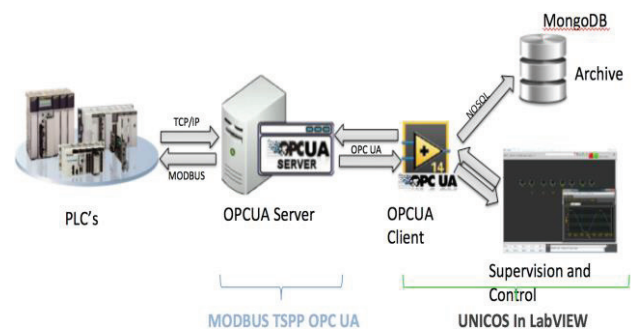 MongoDB
Archive
NOSQL
TCP/IP
MODBUS
OPCUA
SERVER
OPC UA
14
OPC UA
PLC's
OPCUA Server
OPCUA
Client
Supervision and
Control
MODBUS TSPP OPC UA
UNICOS In LabVIEW